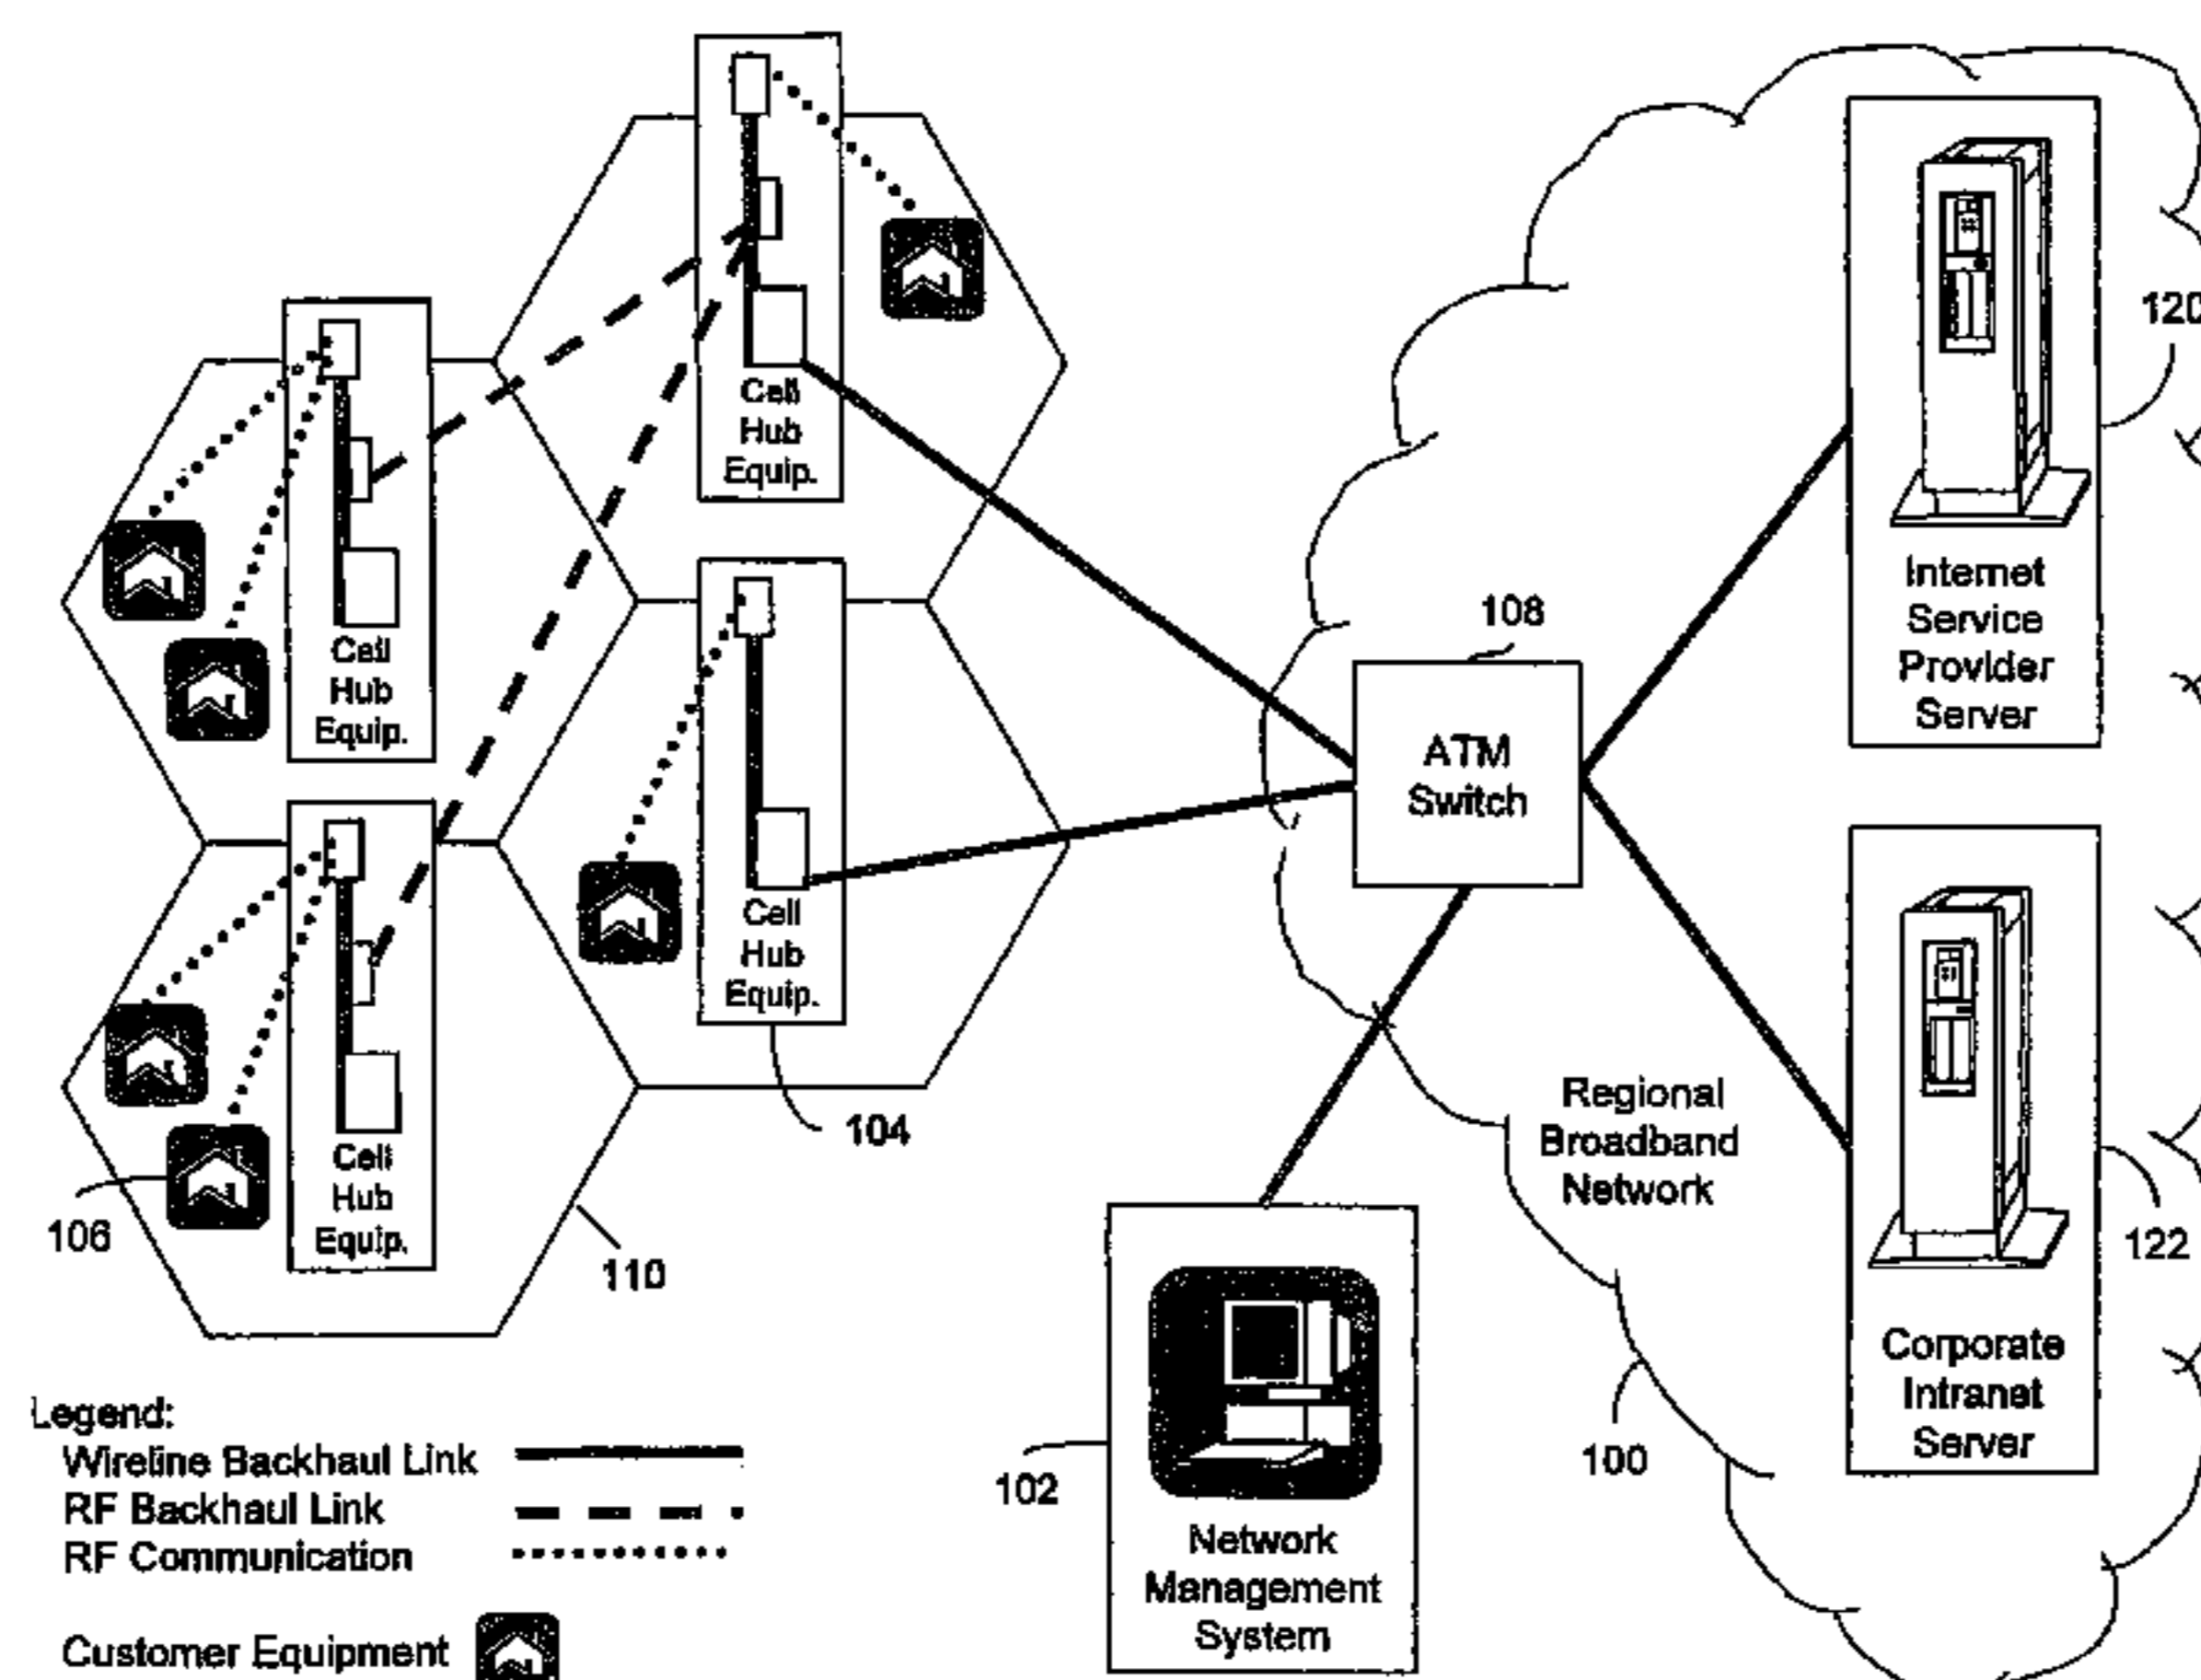 Cell
Hub
Equip.
120
Cell
Hub
Equip.
Internet
Service
Provider
Server
108
ATM
Switch
Cell
Hub
Equip.
104
Cell
Hub
Equip.
106
110
Regional
Broadband
Network
122
Corporate
Intranet
Server
100
102
Network
Management
System
Legend:
Wireline Backhaul Link
RF Backhaul Link
RF Communication
Customer Equipment